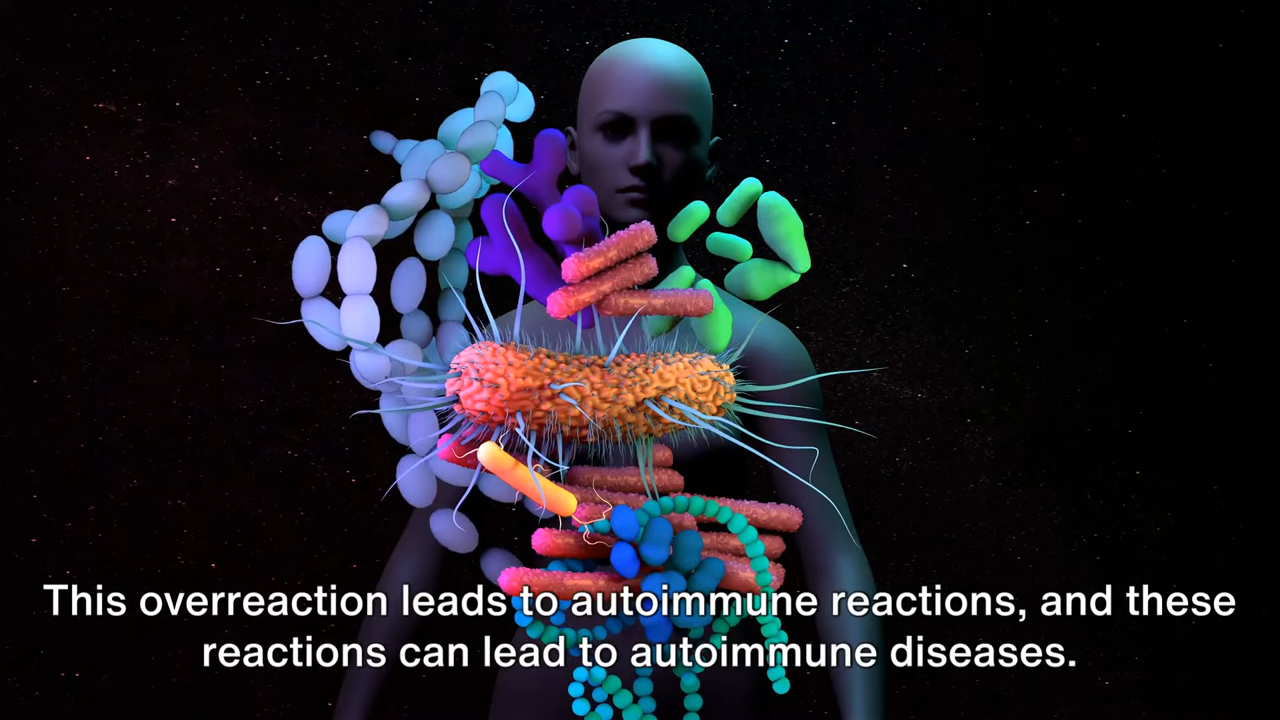 This overreaction leads to autoimmune reactions, and these
reactions can lead to autoimmune diseases.